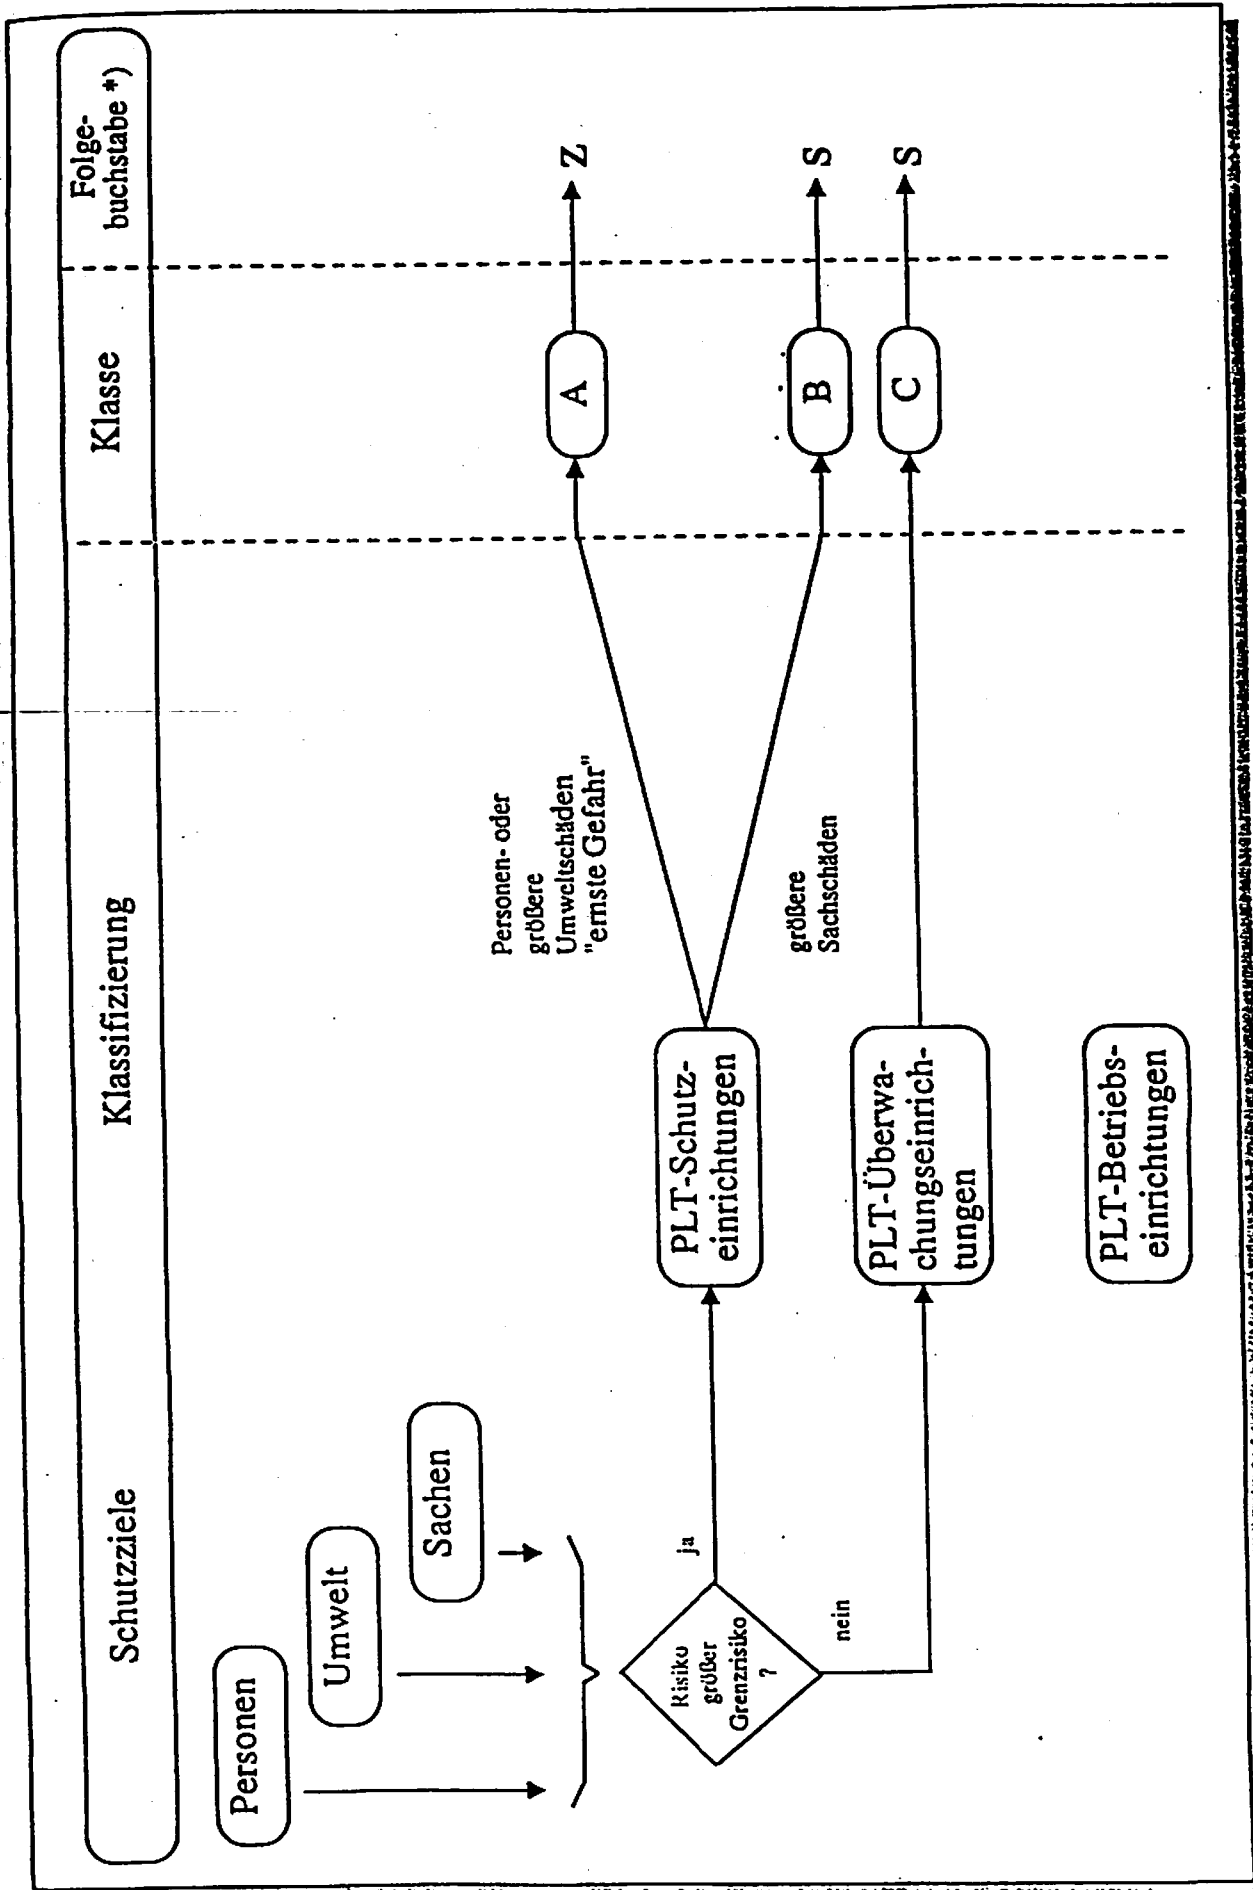 Schutzziele
Klassifizierung
Klasse
Folge-
buchstabe *)
Personen
Umwelt
Sachen
Risiko
größer
Grenzrisiko
?
ja
nein
PLT-Schutz-
einrichtungen
PLT-Überwa-
chungseinrich-
tungen
PLT-Betriebs-
einrichtungen
Personen- oder
größere
Umweltschäden
"ernste Gefahr"
größere
Sachschäden
A
Z
B
S
C
S